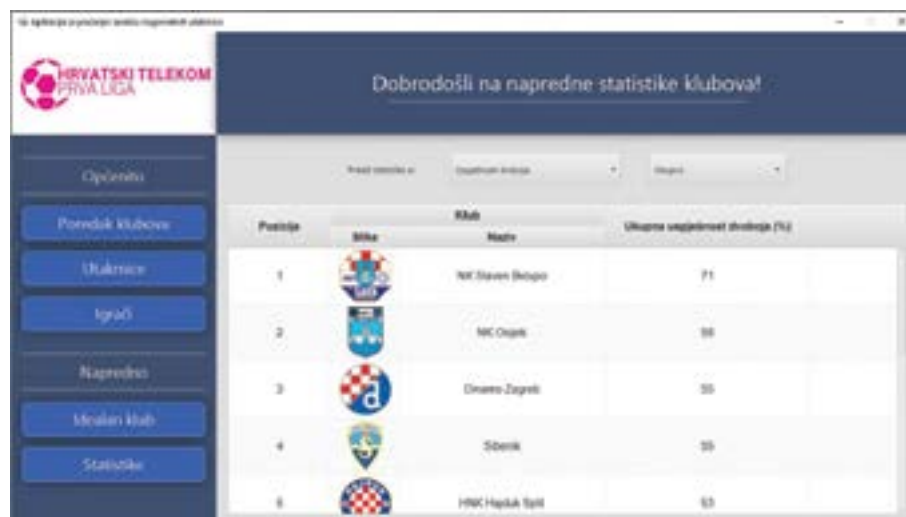 HRVATSKI TELEKOM
PRVA LIGA
Dobrodošli na napredne statistike klubova!
Općenito
Poredak klubova
Utakmice
Igrači
Napredno
Idealan klub
Statistike
Pozicija
Klub
Slika
Naziv
Ukupna uspješnost dvoboja (%)
1
NK Slaven Belupo
71
2
NK Osijek
3
Dinamo Zagreb
55
4
Šibenik
55
5
HNK Hajduk Split
53